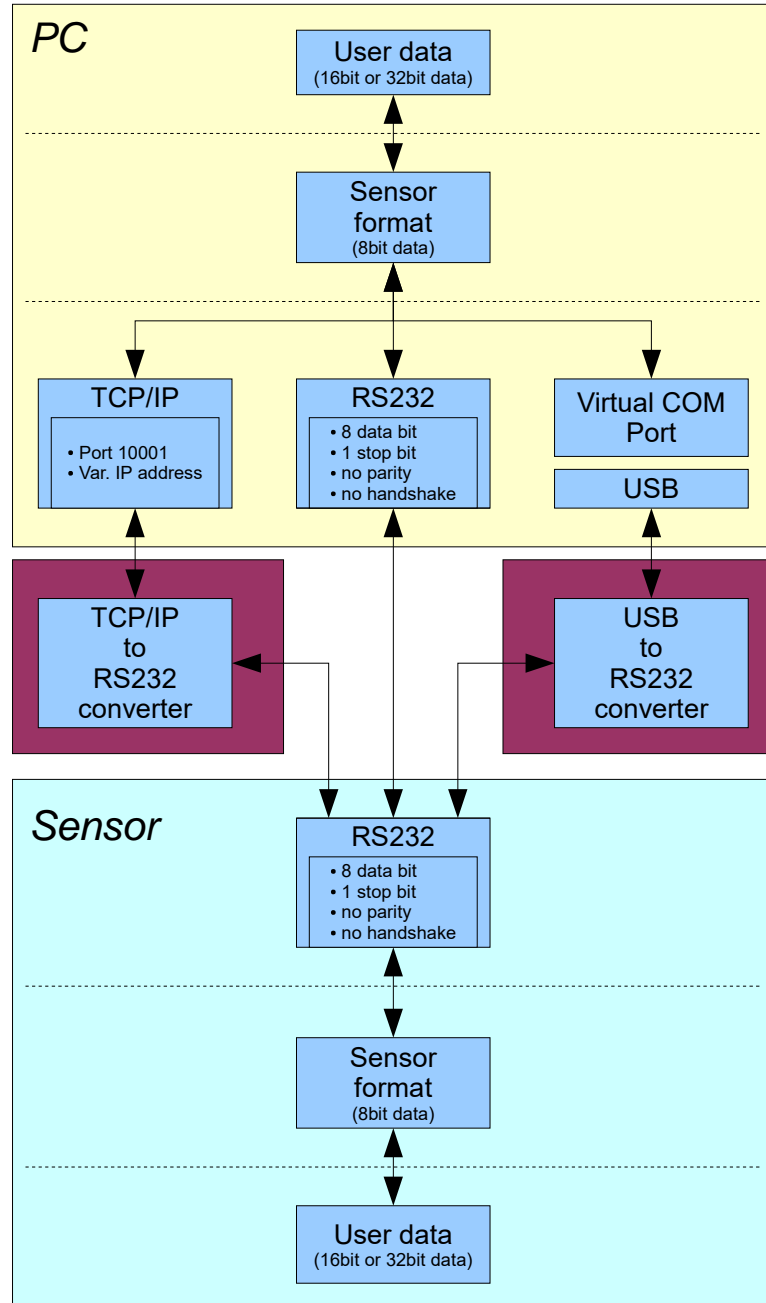 PC
User data
(16bit or 32bit data)
Sensor
format
(8bit data)
TCP/IP
• Port 10001
• Var. IP address
RS232
• 8 data bit
• 1 stop bit
• no parity
• no handshake
Virtual COM
Port
USB
TCP/IP
to
RS232
converter
USB
to
RS232
converter
Sensor
RS232
• 8 data bit
• 1 stop bit
• no parity
• no handshake
Sensor
format
(8bit data)
User data
(16bit or 32bit data)